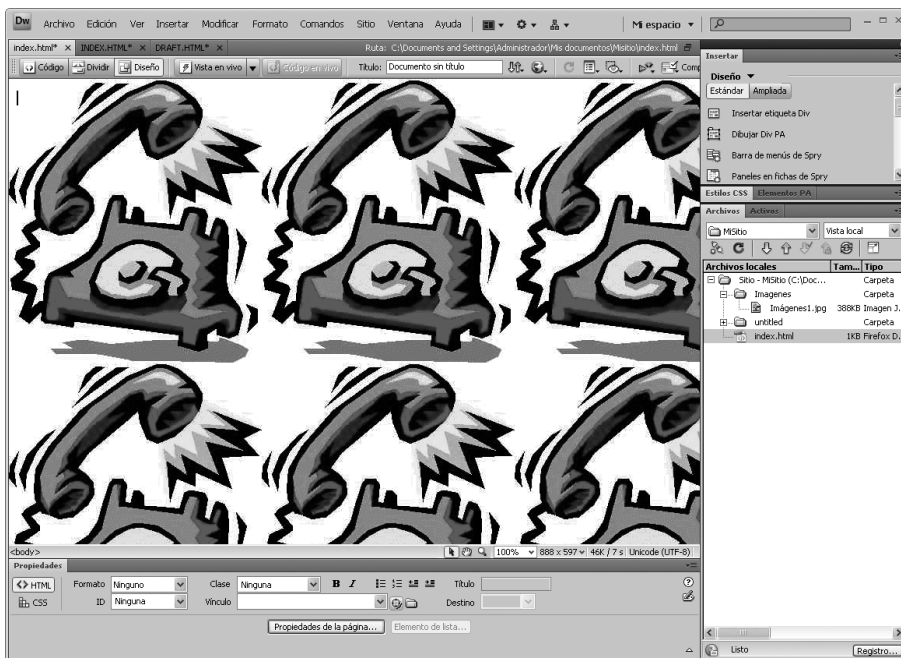 Dw Archivo Edición Ver Insertar Modificar Formato Comandos Sitio Ventana Ayuda Mi espacio
index.html* INDEX.HTML* DRAFT.HTML* Ruta: C:\Documents and Settings\Administrador\Mis documentos\Misitio\index.html
Código Dividir Diseño Vista en vivo Código en vivo Título: Documento sin título Comp
Insertar
Diseño
Estándar Ampliada
Insertar etiqueta Div
Dibujar Div PA
Barra de menús de Spry
Paneles en fichas de Spry
Estilos CSS Elementos PA
Archivos Activos
MiSitio Vista local
Archivos locales Tam... Tipo
Sitio - MiSitio (C:\Doc... Carpeta
Imagenes Carpeta
Imágenes1.jpg 388KB Imagen J.
untitled Carpeta
index.html 1KB Firefox D.
<body> 100% 888 x 597 46K / 7 s Unicode (UTF-8)
Propiedades
<> HTML Formato Ninguno Clase Ninguna B I Título
CSS ID Ninguna Vínculo Destino
Propiedades de la página... Elemento de lista...
Listo Registro...